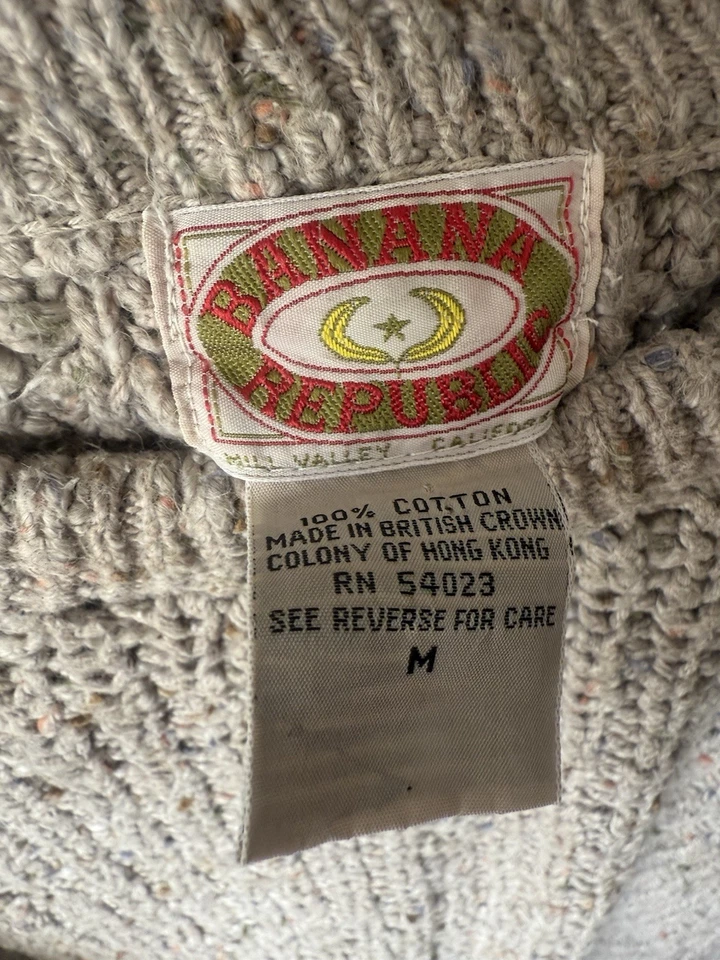 BANANA
REPUBLIC
MILL VALLEY CALIFOR
100% COTTON
MADE IN BRITISH CROWN
COLONY OF HONG KONG
RN 54023
SEE REVERSE FOR CARE
M